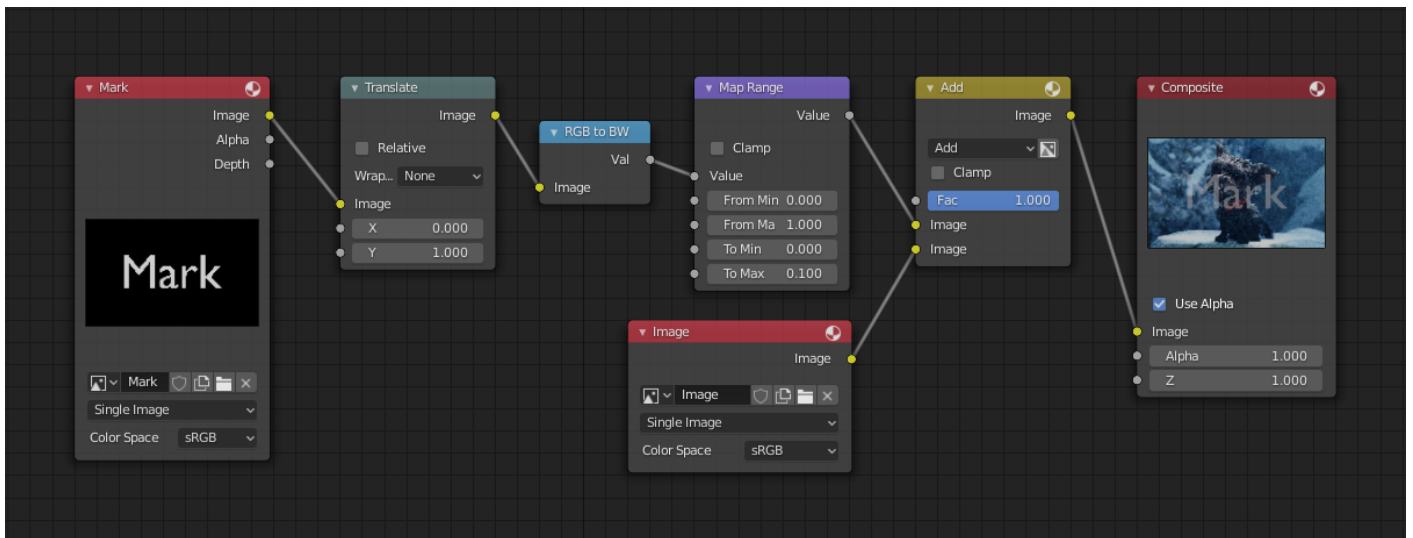 Mark
Image
Alpha
Depth
Mark
Mark
Single Image
Color Space sRGB
Translate
Image
Relative
Wrap... None
Image
X 0.000
Y 1.000
RGB to BW
Val
Image
Map Range
Value
Clamp
Value
From Min 0.000
From Ma 1.000
To Min 0.000
To Max 0.100
Image
Image
Image
Single Image
Color Space sRGB
Add
Image
Add
Clamp
Fac 1.000
Image
Image
Composite
Mark
Use Alpha
Image
Alpha 1.000
Z 1.000